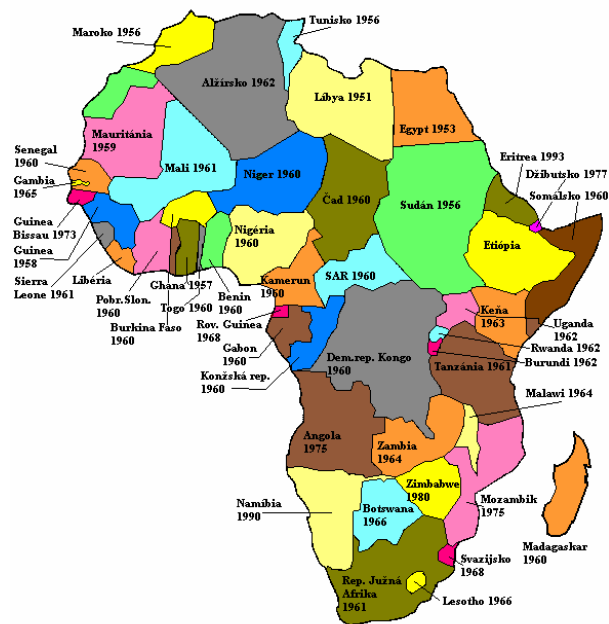 Maroko 1956
Tunisko 1956
Alžírsko 1962
Líbya 1951
Egypt 1953
Mauritánia
1959
Senegal
1960
Gambia
1965
Mali 1961
Niger 1960
Čad 1960
Sudán 1956
Eritrea 1993
Džibutsko 1977
Somálsko 1960
Etiópia
Guinea
Bissau 1973
Guinea
1958
Sierra
Leone 1961
Libéria
Pobr.Slon.
1960
Burkina Faso
1960
Ghana 1957
Togo 1960
Benin
1960
Nigéria
1960
Kamerun
1960
SAR 1960
Rov. Guinea
1968
Gabon
1960
Konžská rep.
1960
Dem.rep. Kongo
1960
Keňa
1963
Uganda
1962
Rwanda 1962
Burundi 1962
Tanzánia 1961
Malawi 1964
Angola
1975
Zambia
1964
Zimbabwe
1980
Mozambik
1975
Namíbia
1990
Botswana
1966
Madagaskar
1960
Svazijsko
1968
Rep. Južná
Afrika
1961
Lesotho 1966